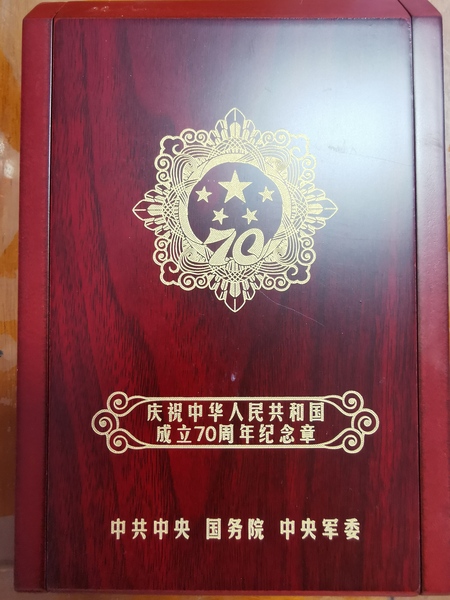 70
庆祝中华人民共和国
成立70周年纪念章
中共中央 国务院 中央军委